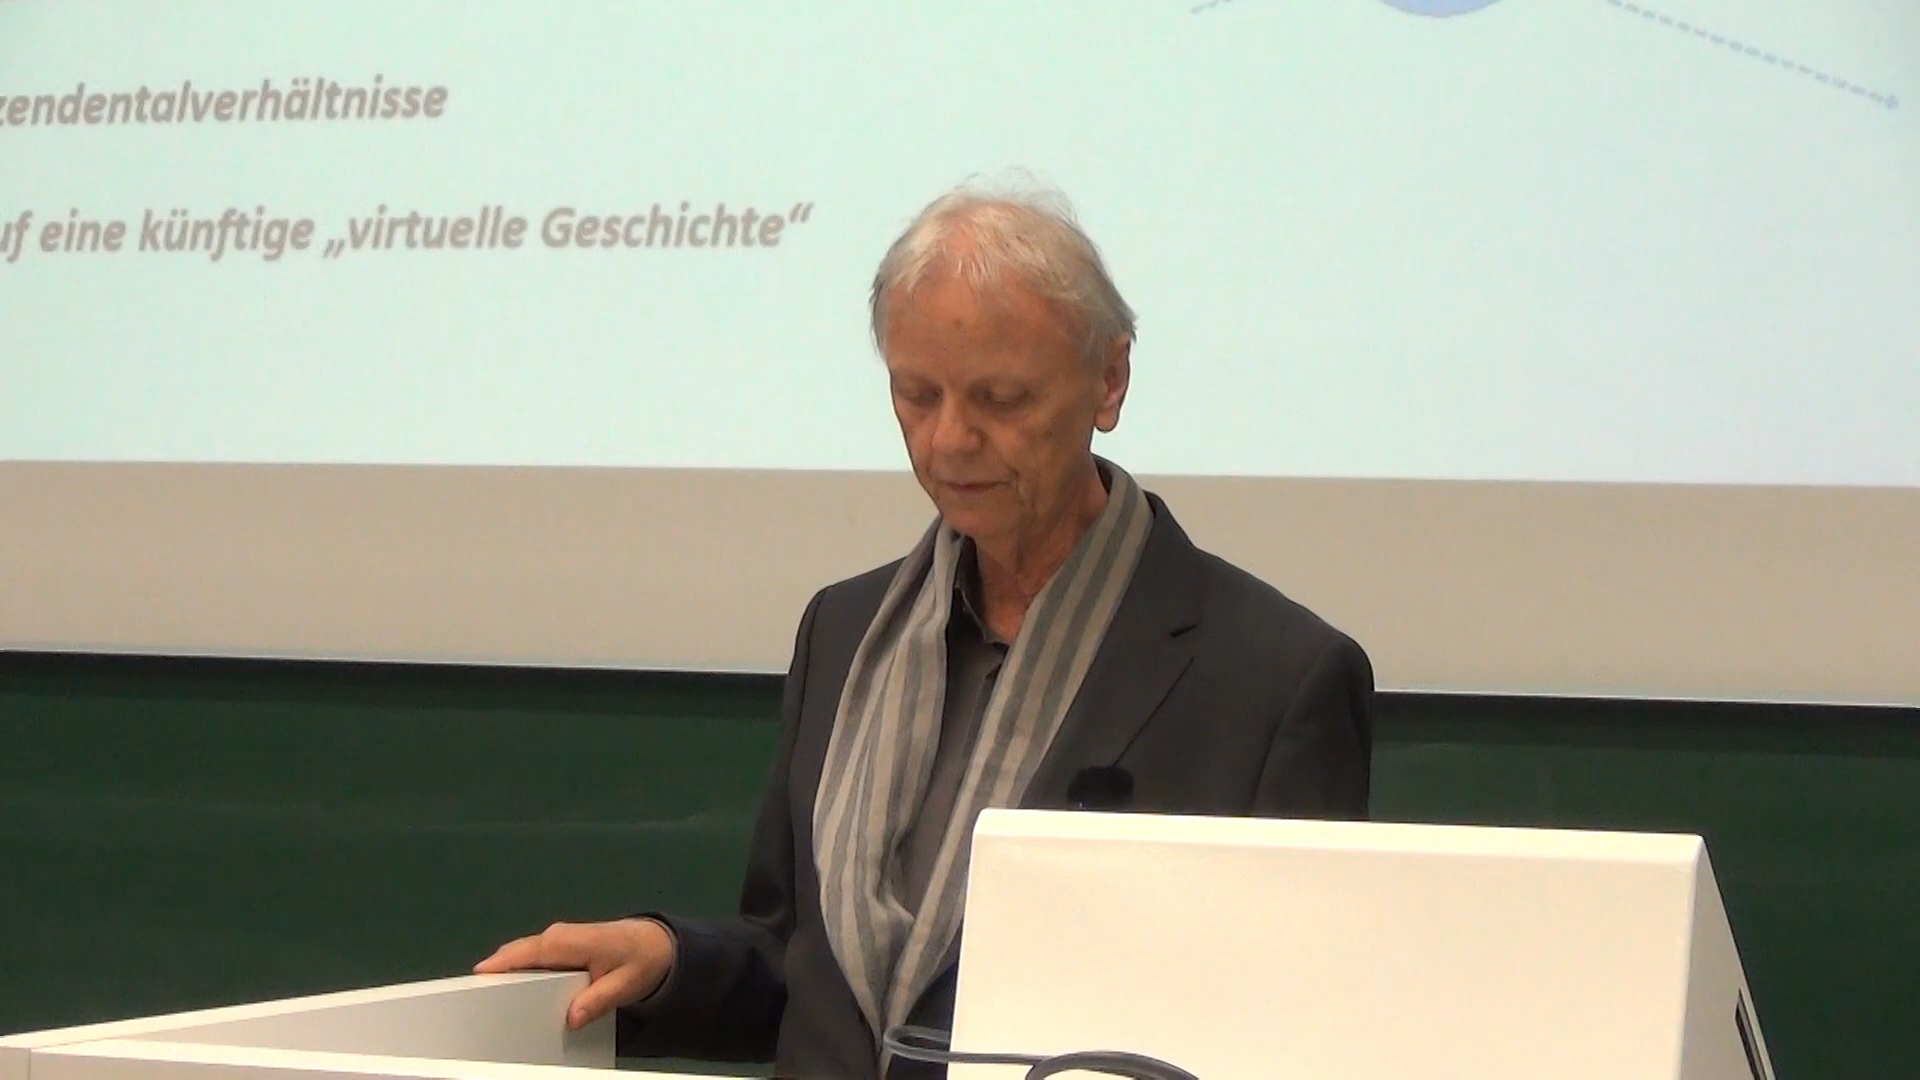 zendentalverhältnisse
uf eine künftige „virtuelle Geschichte“